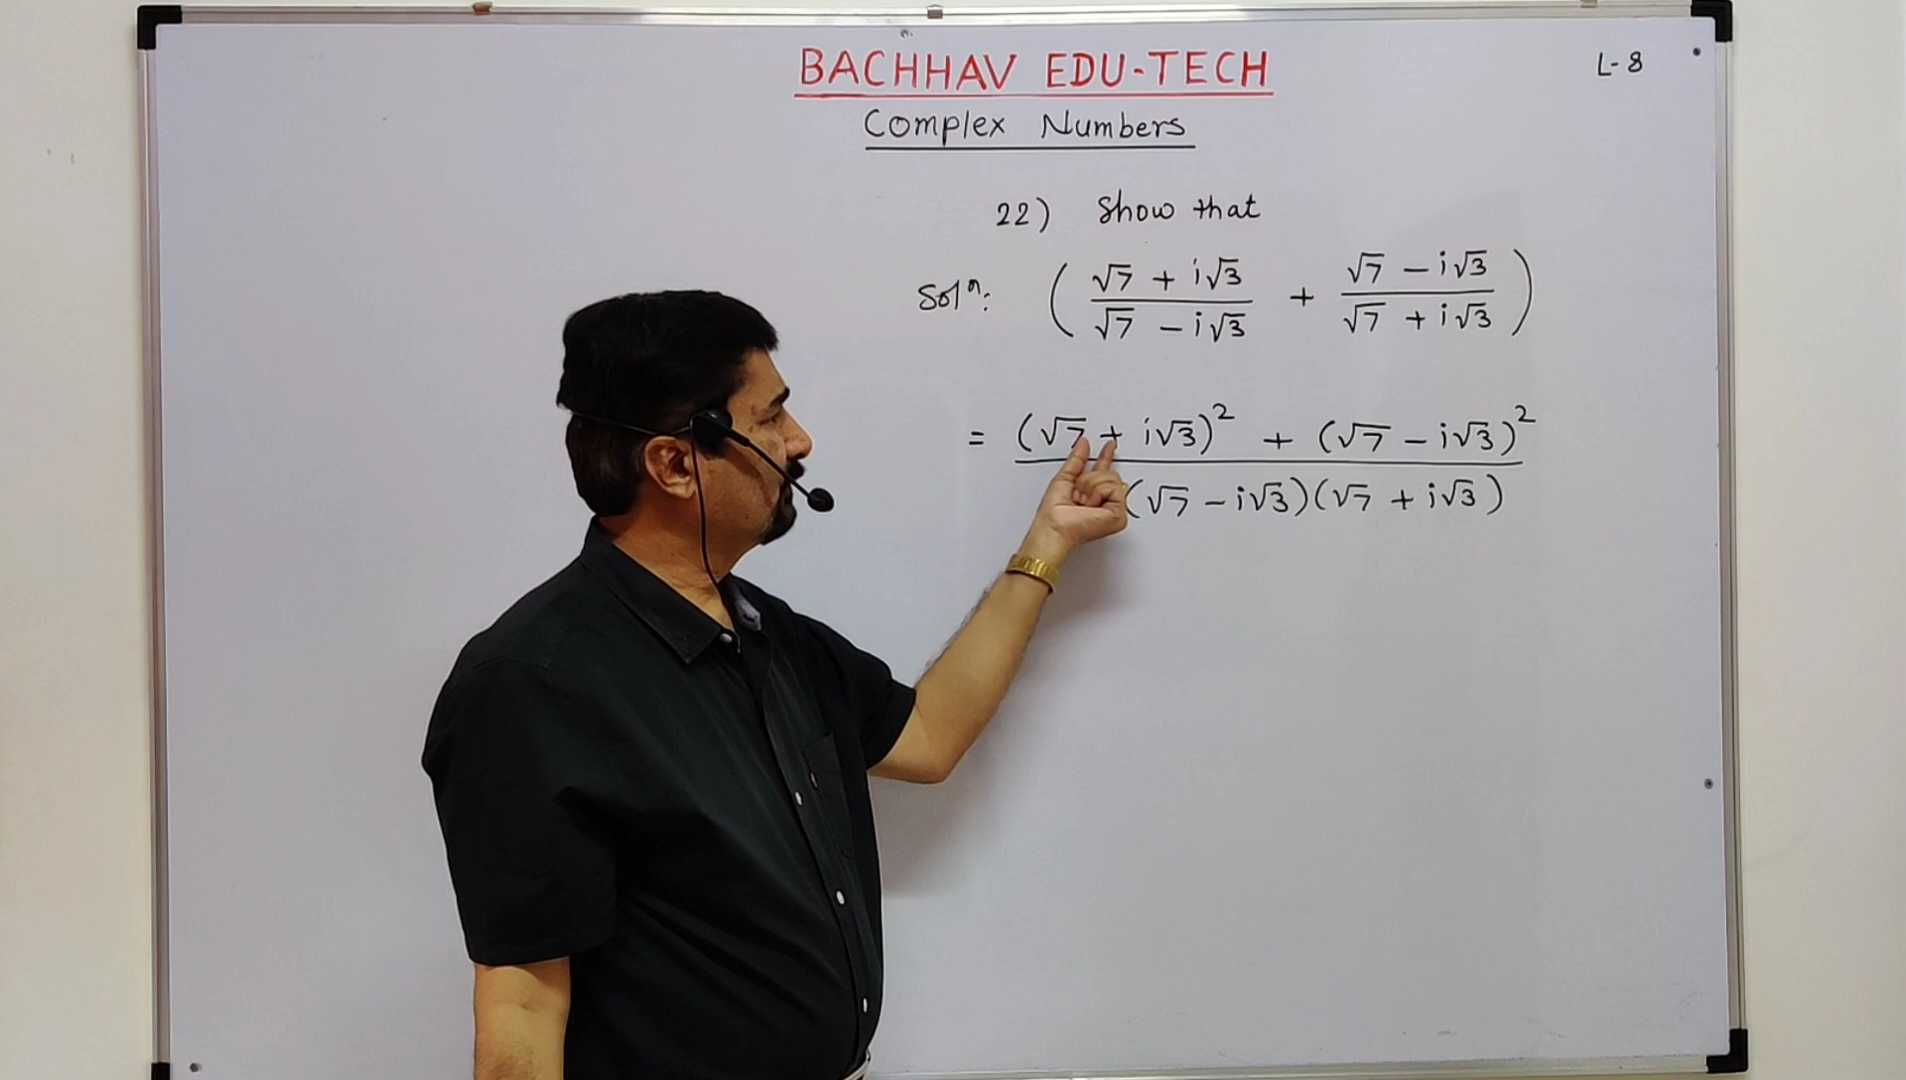 BACHHAV EDU-TECH
L-8
Complex Numbers
22) Show that
Solⁿ: ( (√7 + i√3)/(√7 - i√3) + (√7 - i√3)/(√7 + i√3) )
= ((√7 + i√3)² + (√7 - i√3)²)/((√7 - i√3)(√7 + i√3))